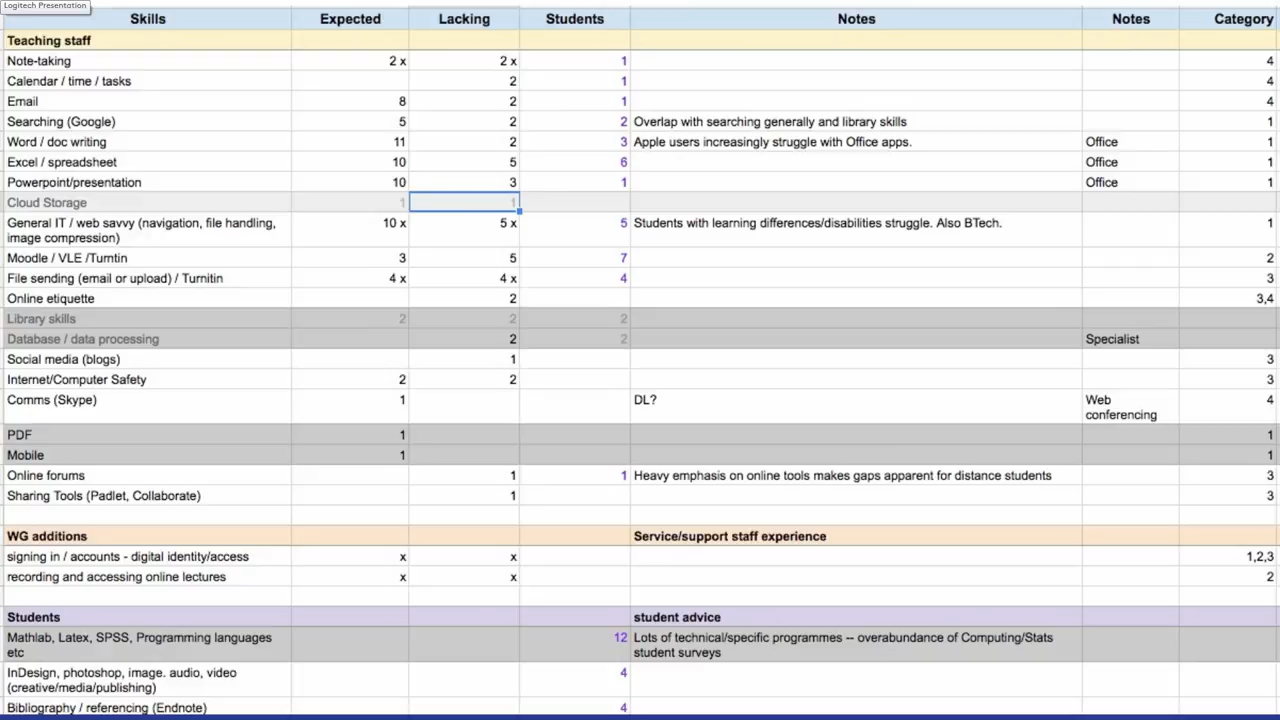 Logitech Presentation
Skills Expected Lacking Students Notes Notes Category
Teaching staff
Note-taking 2 x 2 x 1 4
Calendar / time / tasks 2 1 4
Email 8 2 1 4
Searching (Google) 5 2 2 Overlap with searching generally and library skills 1
Word / doc writing 11 2 3 Apple users increasingly struggle with Office apps. Office 1
Excel / spreadsheet 10 5 6 Office 1
Powerpoint/presentation 10 3 1 Office 1
Cloud Storage 1 1
General IT / web savvy (navigation, file handling, 10 x 5 x 5 Students with learning differences/disabilities struggle. Also BTech. 1
image compression)
Moodle / VLE /Turntin 3 5 7 2
File sending (email or upload) / Turnitin 4 x 4 x 4 3
Online etiquette 2 3,4
Library skills 2 2 2
Database / data processing 2 2 Specialist
Social media (blogs) 1 3
Internet/Computer Safety 2 2 3
Comms (Skype) 1 DL? Web 4
conferencing
PDF 1 1
Mobile 1 1
Online forums 1 1 Heavy emphasis on online tools makes gaps apparent for distance students 3
Sharing Tools (Padlet, Collaborate) 1 3
WG additions Service/support staff experience
signing in / accounts - digital identity/access x x 1,2,3
recording and accessing online lectures x x 2
Students student advice
Mathlab, Latex, SPSS, Programming languages 12 Lots of technical/specific programmes -- overabundance of Computing/Stats
etc student surveys
InDesign, photoshop, image. audio, video 4
(creative/media/publishing)
Bibliography / referencing (Endnote) 4